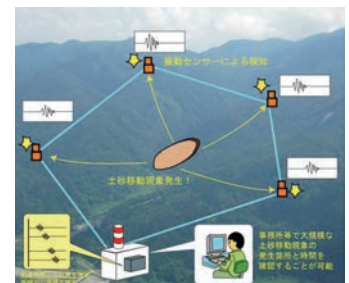 振動センサーによる検知
土砂移動現象発生！
事務所等で大規模な
土砂移動現象の
発生箇所と時間を
確認することが可能